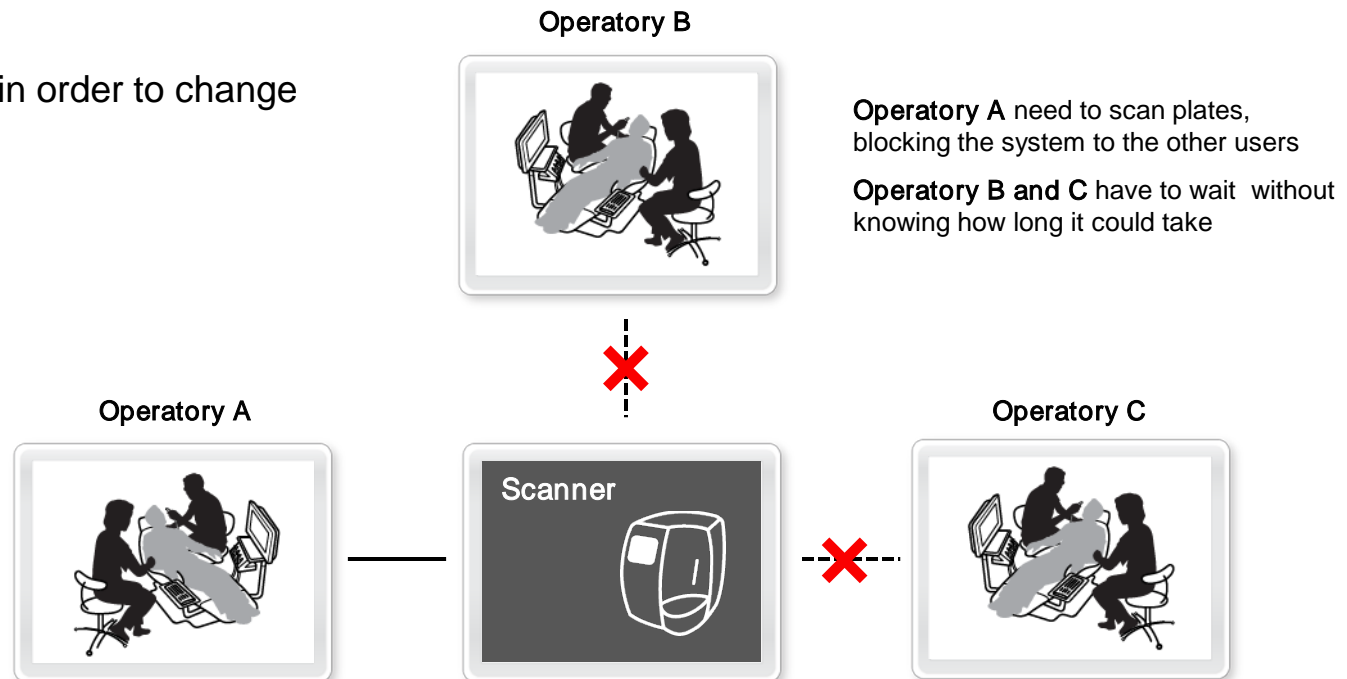 Operatory B
in order to change
Operatory A need to scan plates,
blocking the system to the other users
Operatory B and C have to wait  without
knowing how long it could take
Operatory A
Operatory C
Scanner